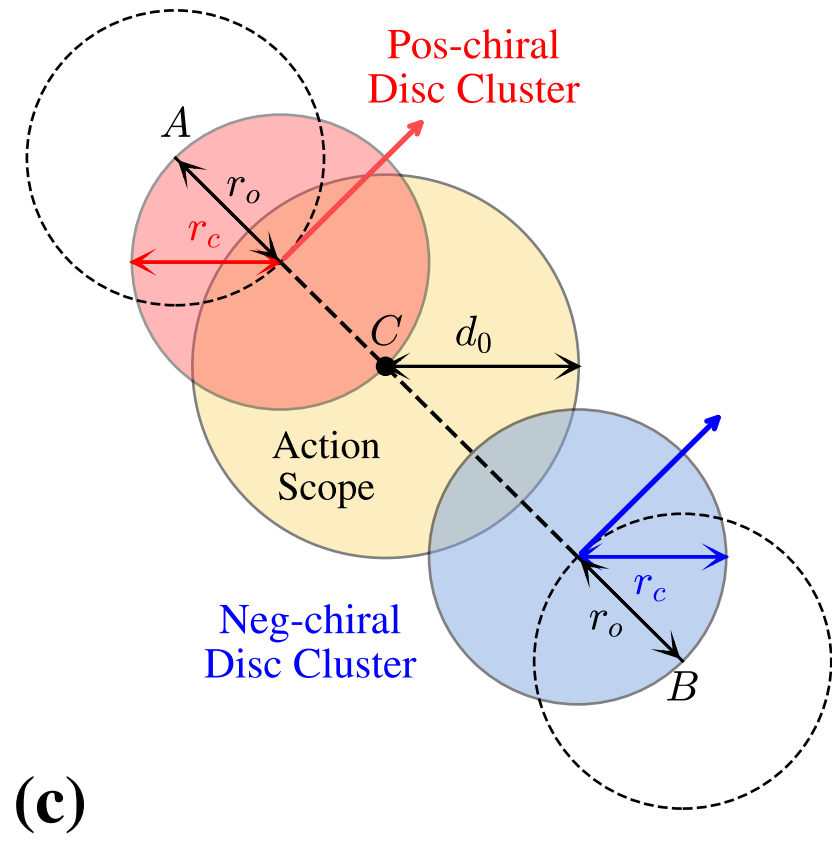 Pos-chiral
Disc Cluster
A
r_o
r_c
C
d_0
Action
Scope
Neg-chiral
Disc Cluster
r_c
r_o
B
(c)